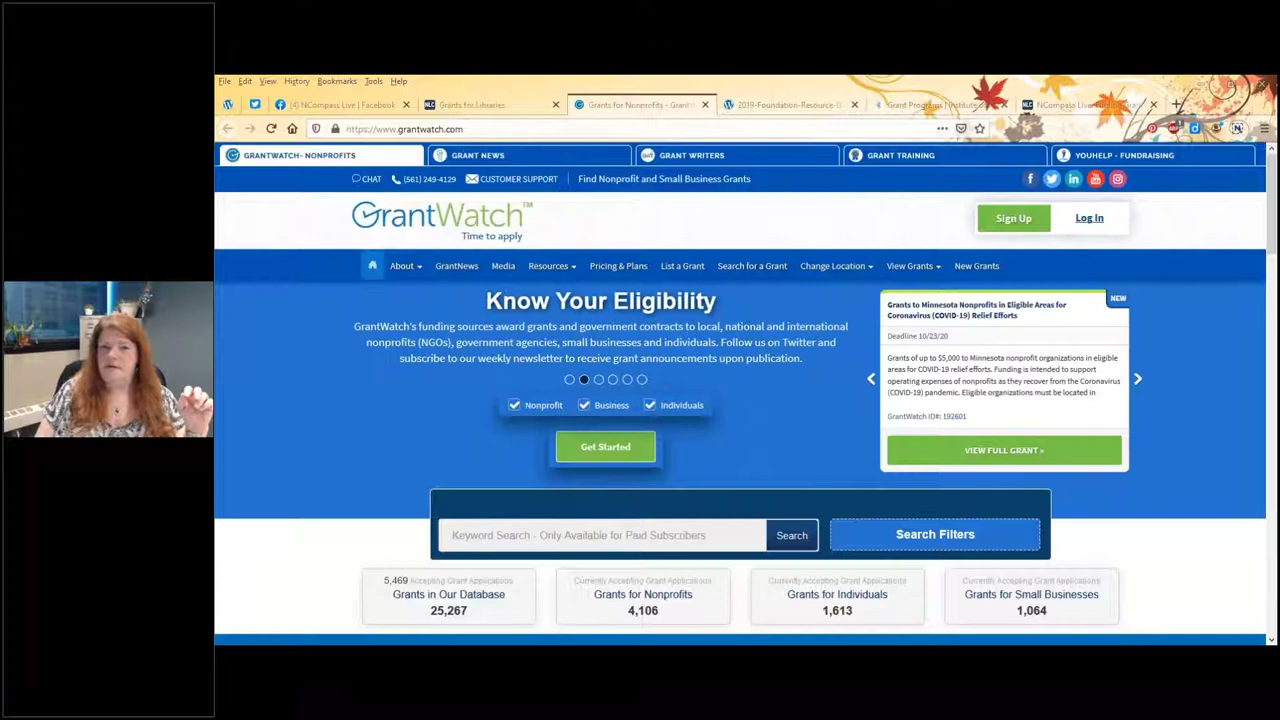 File Edit View History Bookmarks Tools Help
(4) NCompass Live | Facebook
Grants for Libraries
Grants for Nonprofits - Grant
2019-Foundation-Resource-
Grant Programs | Institute
NCompass Live
https://www.grantwatch.com
GRANTWATCH- NONPROFITS
GRANT NEWS
GRANT WRITERS
GRANT TRAINING
YOUHELP - FUNDRAISING
CHAT (561) 249-4129 CUSTOMER SUPPORT Find Nonprofit and Small Business Grants
GrantWatch™
Time to apply
Sign Up Log In
About GrantNews Media Resources Pricing & Plans List a Grant Search for a Grant Change Location View Grants New Grants
Know Your Eligibility
GrantWatch's funding sources award grants and government contracts to local, national and international
nonprofits (NGOs), government agencies, small businesses and individuals. Follow us on Twitter and
subscribe to our weekly newsletter to receive grant announcements upon publication.
Nonprofit Business Individuals
Get Started
NEW
Grants to Minnesota Nonprofits in Eligible Areas for
Coronavirus (COVID-19) Relief Efforts
Deadline 10/23/20
Grants of up to $5,000 to Minnesota nonprofit organizations in eligible
areas for COVID-19 relief efforts. Funding is intended to support
operating expenses of nonprofits as they recover from the Coronavirus
(COVID-19) pandemic. Eligible organizations must be located in
GrantWatch ID#: 192601
VIEW FULL GRANT »
Keyword Search - Only Available for Paid Subscribers
Search
Search Filters
5,469 Accepting Grant Applications
Grants in Our Database
25,267
Currently Accepting Grant Applications
Grants for Nonprofits
4,106
Currently Accepting Grant Applications
Grants for Individuals
1,613
Currently Accepting Grant Applications
Grants for Small Businesses
1,064